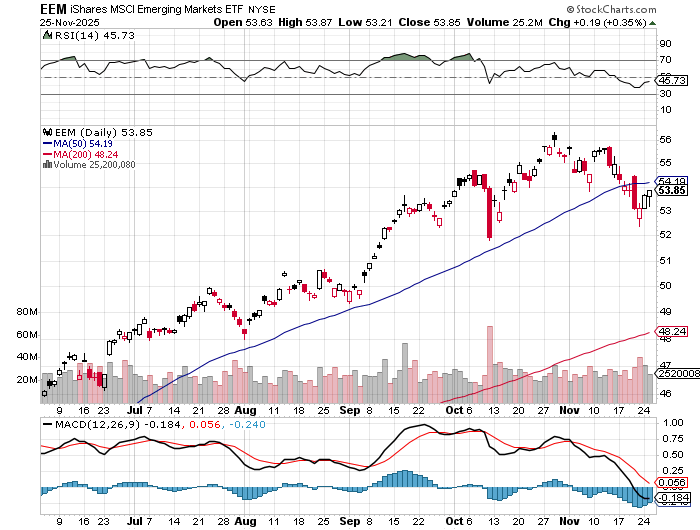 EEM iShares MSCI Emerging Markets ETF NYSE © StockCharts.com
25-Nov-2025 Open 53.63 High 53.87 Low 53.21 Close 53.85 Volume 25.2M Chg +0.19 (+0.35%)
RSI(14) 45.73
90
70
50
45.73
30
10
EEM (Daily) 53.85
MA(50) 54.19
MA(200) 48.24
Volume 25,200,080
56
55
54.19
53.85
53
52
51
50
49
48.24
48
47
46
80M
60M
40M
20M
2520008
9 16 23 Jul 7 14 21 28 Aug 11 18 25 Sep 8 15 22 Oct 6 13 20 27 Nov 10 17 24
MACD(12,26,9) -0.184, 0.056, -0.240
1.00
0.75
0.50
0.25
0.056
-0.184
9 16 23 Jul 7 14 21 28 Aug 11 18 25 Sep 8 15 22 Oct 6 13 20 27 Nov 10 17 24